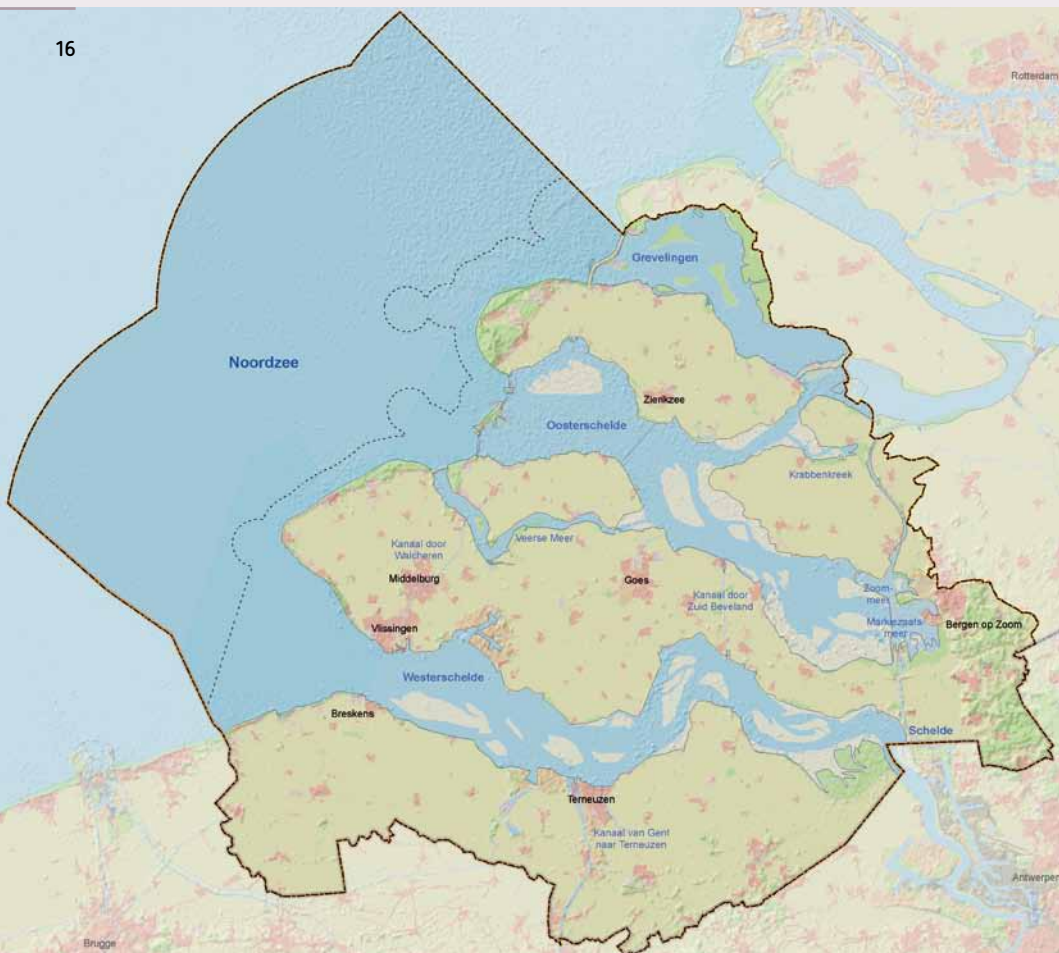 16
Rotterdam
Grevelingen
Noordzee
Zierikzee
Oosterschelde
Krabbenkreek
Kanaal door
Walcheren
Veerse Meer
Middelburg
Goes
Kanaal door
Zuid Beveland
Zoom-
meer
Markiezaats
meer
Bergen op Zoom
Vlissingen
Westerschelde
Breskens
Schelde
Terneuzen
Kanaal van Gent
naar Terneuzen
Antwerpen
Brugge